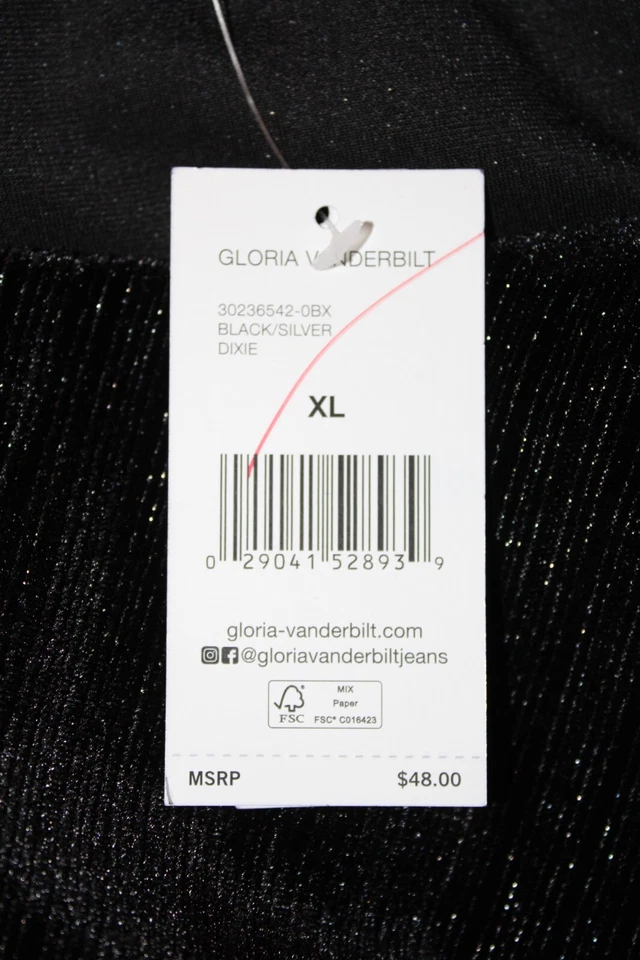 GLORIA VANDERBILT
30236542-0BX
BLACK/SILVER
DIXIE
XL
0 29041 52893 9
gloria-vanderbilt.com
@gloriavanderbiltjeans
MIX
Paper
FSC® C016423
FSC
MSRP $48.00